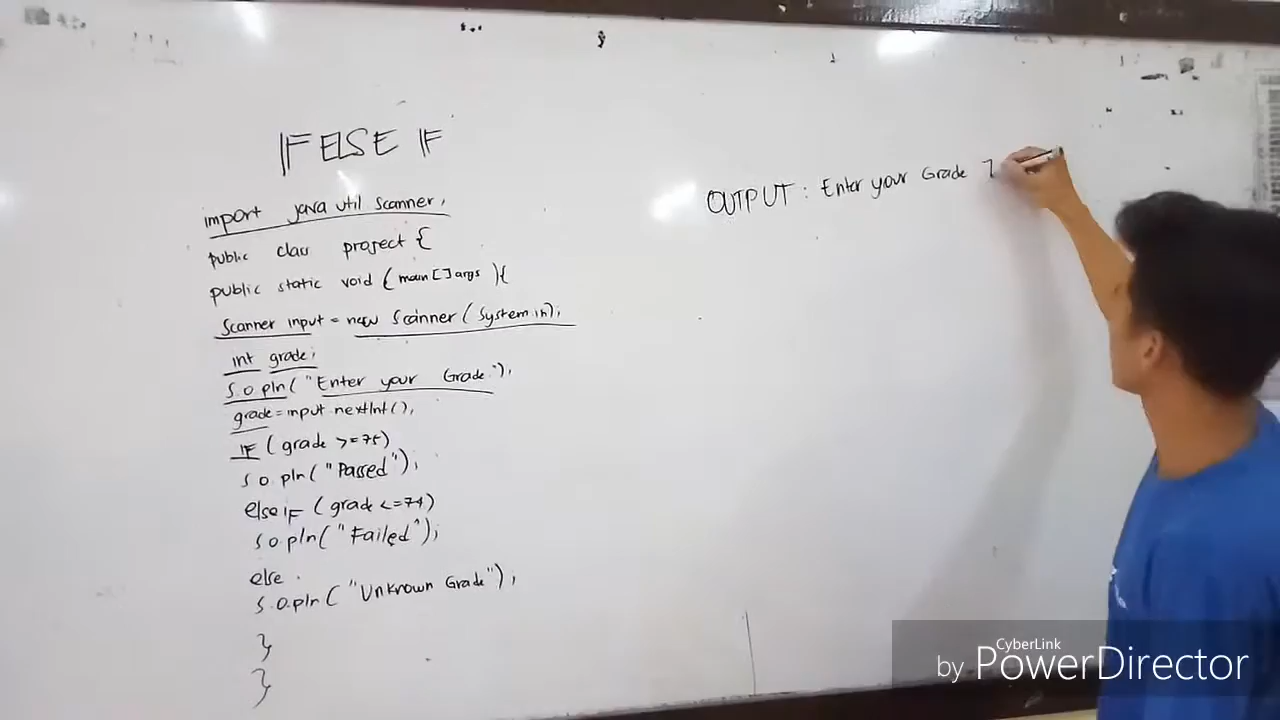 IF ELSE IF
import java util Scanner;
public class project {
public static void (main[] args ){
Scanner input = new Scanner (System.in);
int grade;
S.O.pln("Enter your Grade");
grade=input nextInt();
IF (grade >=75)
S.O.pln("Passed");
else IF (grade <=74)
S.O.pln("Failed");
else
S.O.pln("Unknown Grade");
}
}
OUTPUT: Enter your Grade 7
CyberLink
by PowerDirector